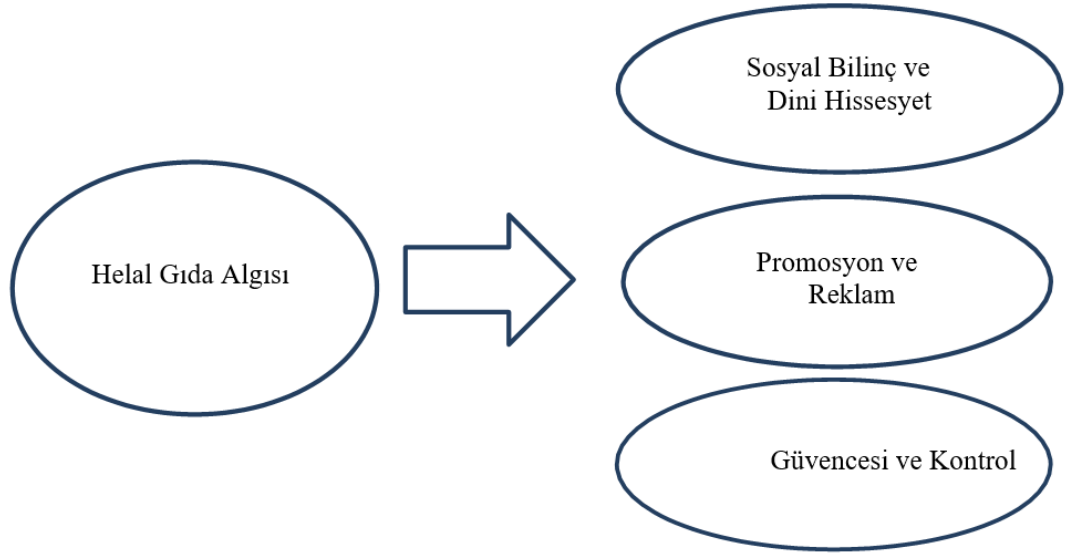 Sosyal Bilinç ve
Dini Hissesyet
Helal Gıda Algısı
Promosyon ve
Reklam
Güvencesi ve Kontrol